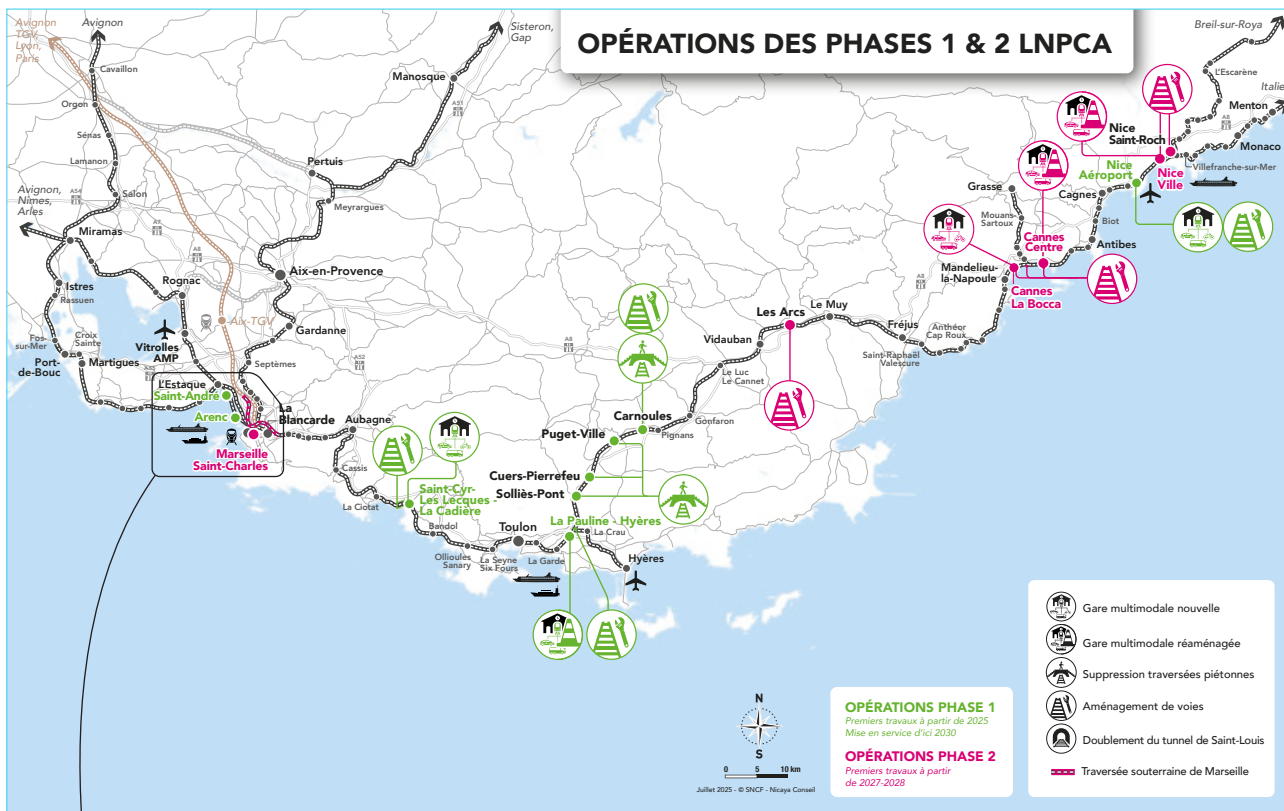 OPÉRATIONS DES PHASES 1 & 2 LNPCA
Avignon
TGV
Lyon,
Paris
Avignon
Sisteron,
Gap
Breil-sur-Roya
Italie
Cavaillon
Orgon
Sénas
Lamanon
Salon
Manosque
A51
Pertuis
Meyrargues
Avignon,
Nîmes,
Arles
A54
A7
A8
Miramas
Istres
Rassuen
Fos-
sur-Mer
Croix
Sainte
Port-
de-Bouc
Martigues
A55
Rognac
Vitrolles
AMP
Aix-en-Provence
Aix-TGV
Gardanne
Septèmes
A52
L'Estaque
Saint-André
Arenc
La
Blancarde
Marseille
Saint-Charles
Aubagne
Cassis
La Ciotat
Saint-Cyr-
Les Lecques -
La Cadière
Bandol
Ollioules
Sanary
La Seyne
Six Fours
Toulon
La Garde
La Pauline - Hyères
La Crau
Hyères
Solliès-Pont
Cuers-Pierrefeu
Puget-Ville
Carnoules
Pignans
Gonfaron
Le Luc
Le Cannet
Vidauban
Les Arcs
Le Muy
A8
A8
Fréjus
Saint-Raphaël
Valescure
Anthéor
Cap Roux
Mandelieu-
la-Napoule
Cannes
La Bocca
Cannes
Centre
Grasse
Mouans-
Sartoux
Antibes
Biot
Cagnes
Nice
Aéroport
Nice
Saint-Roch
Nice
Ville
Villefranche-sur-Mer
Monaco
Menton
A8
L'Escarène
N
S
0 5 10 km
Juillet 2025 - © SNCF - Nicaya Conseil
OPÉRATIONS PHASE 1
Premiers travaux à partir de 2025
Mise en service d'ici 2030
OPÉRATIONS PHASE 2
Premiers travaux à partir
de 2027-2028
Gare multimodale nouvelle
Gare multimodale réaménagée
Suppression traversées piétonnes
Aménagement de voies
Doublement du tunnel de Saint-Louis
Traversée souterraine de Marseille